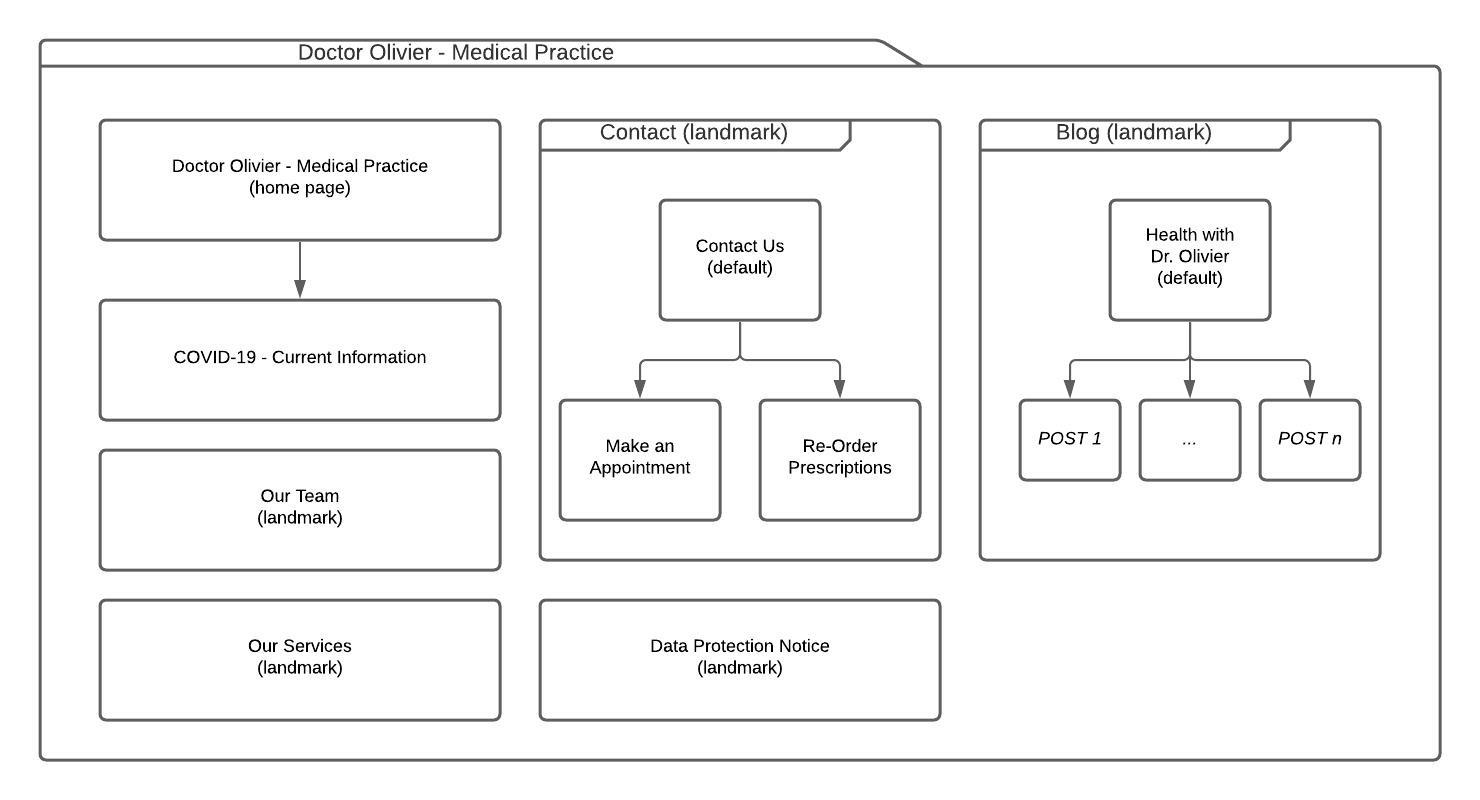 Doctor Olivier - Medical Practice
Doctor Olivier - Medical Practice
(home page)
COVID-19 - Current Information
Our Team
(landmark)
Our Services
(landmark)
Contact (landmark)
Contact Us
(default)
Make an
Appointment
Re-Order
Prescriptions
Data Protection Notice
(landmark)
Blog (landmark)
Health with
Dr. Olivier
(default)
POST 1
...
POST n